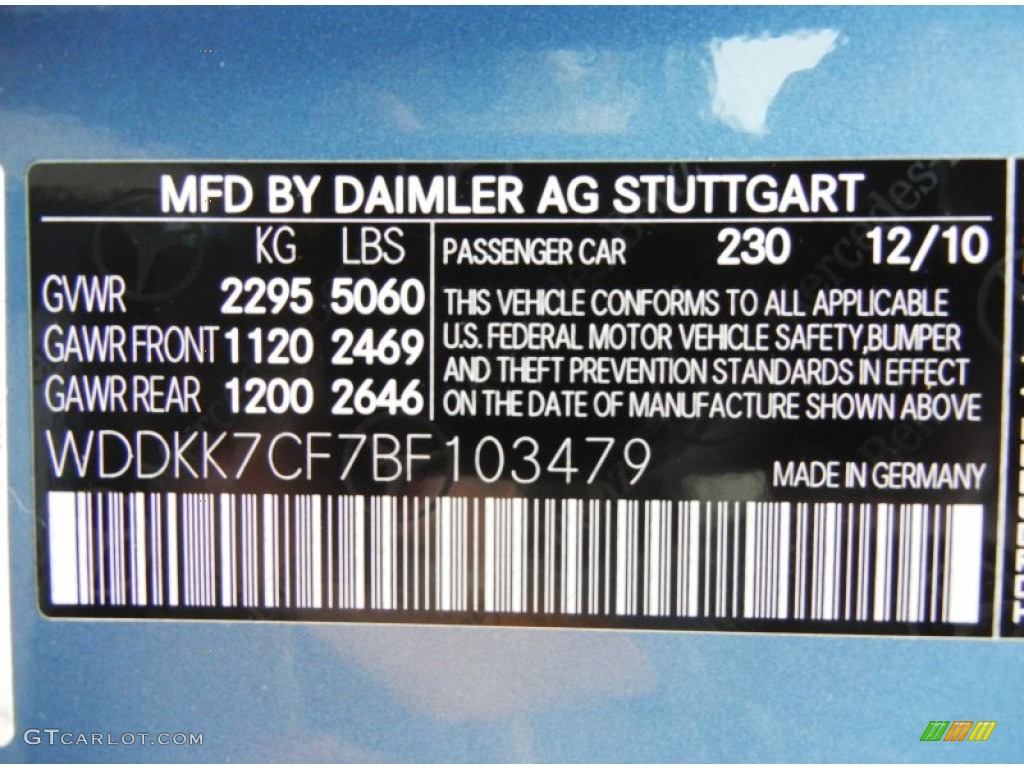 MFD BY DAIMLER AG STUTTGART
KG LBS
GVWR 2295 5060
GAWR FRONT 1120 2469
GAWR REAR 1200 2646
PASSENGER CAR 230 12/10
THIS VEHICLE CONFORMS TO ALL APPLICABLE
U.S. FEDERAL MOTOR VEHICLE SAFETY,BUMPER
AND THEFT PREVENTION STANDARDS IN EFFECT
ON THE DATE OF MANUFACTURE SHOWN ABOVE
WDDKK7CF7BF103479
MADE IN GERMANY
GTCARLOT.COM